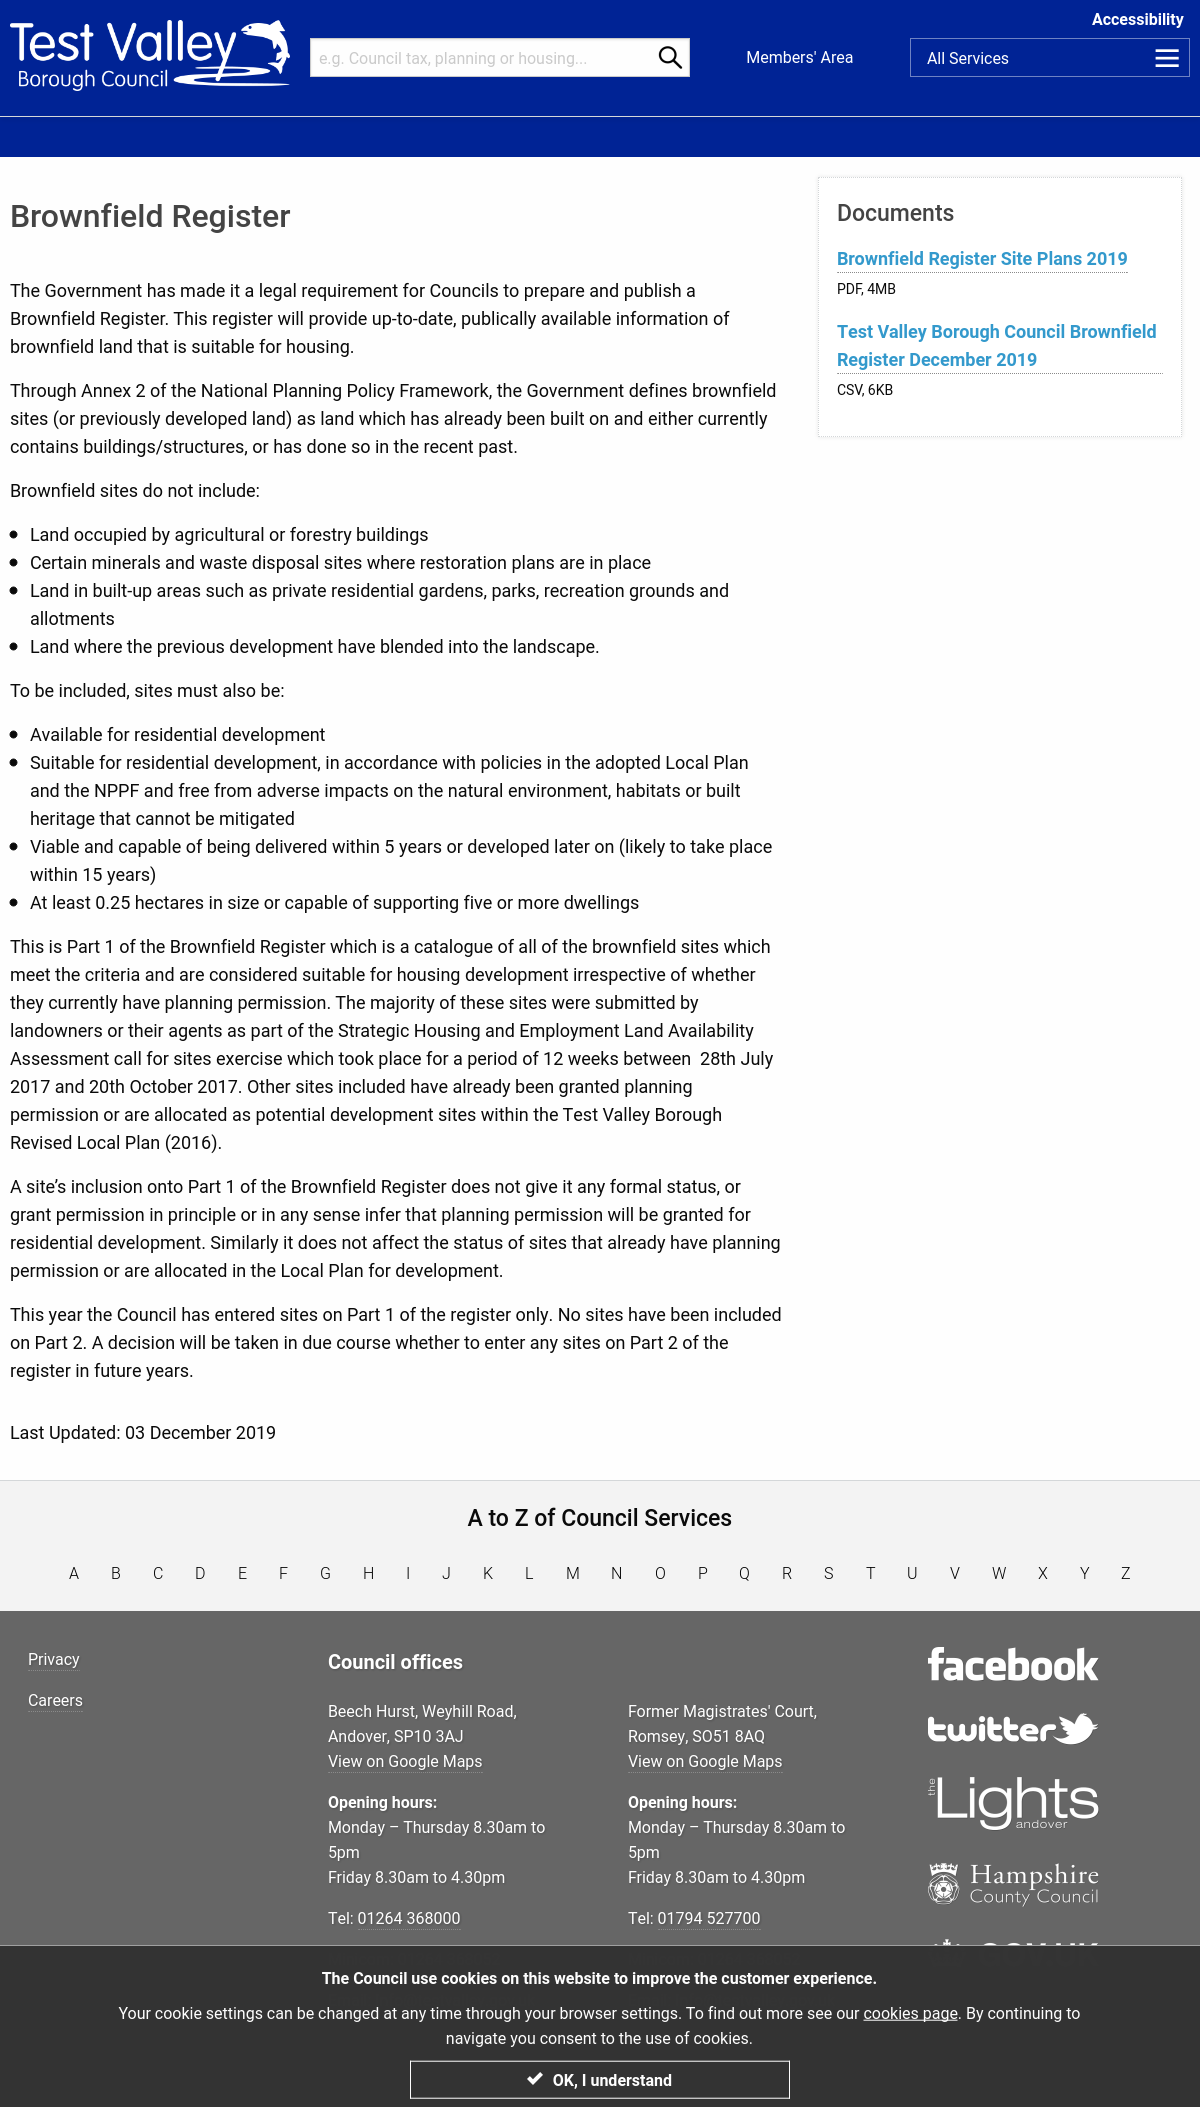 Accessibility
Test Valley
Borough Council
e.g. Council tax, planning or housing...
Members' Area
All Services
Brownfield Register
The Government has made it a legal requirement for Councils to prepare and publish a
Brownfield Register. This register will provide up-to-date, publically available information of
brownfield land that is suitable for housing.
Through Annex 2 of the National Planning Policy Framework, the Government defines brownfield
sites (or previously developed land) as land which has already been built on and either currently
contains buildings/structures, or has done so in the recent past.
Brownfield sites do not include:
Land occupied by agricultural or forestry buildings
Certain minerals and waste disposal sites where restoration plans are in place
Land in built-up areas such as private residential gardens, parks, recreation grounds and
allotments
Land where the previous development have blended into the landscape.
To be included, sites must also be:
Available for residential development
Suitable for residential development, in accordance with policies in the adopted Local Plan
and the NPPF and free from adverse impacts on the natural environment, habitats or built
heritage that cannot be mitigated
Viable and capable of being delivered within 5 years or developed later on (likely to take place
within 15 years)
At least 0.25 hectares in size or capable of supporting five or more dwellings
This is Part 1 of the Brownfield Register which is a catalogue of all of the brownfield sites which
meet the criteria and are considered suitable for housing development irrespective of whether
they currently have planning permission. The majority of these sites were submitted by
landowners or their agents as part of the Strategic Housing and Employment Land Availability
Assessment call for sites exercise which took place for a period of 12 weeks between  28th July
2017 and 20th October 2017. Other sites included have already been granted planning
permission or are allocated as potential development sites within the Test Valley Borough
Revised Local Plan (2016).
A site’s inclusion onto Part 1 of the Brownfield Register does not give it any formal status, or
grant permission in principle or in any sense infer that planning permission will be granted for
residential development. Similarly it does not affect the status of sites that already have planning
permission or are allocated in the Local Plan for development.
This year the Council has entered sites on Part 1 of the register only. No sites have been included
on Part 2. A decision will be taken in due course whether to enter any sites on Part 2 of the
register in future years.
Last Updated: 03 December 2019
Documents
Brownfield Register Site Plans 2019
PDF, 4MB
Test Valley Borough Council Brownfield
Register December 2019
CSV, 6KB
A to Z of Council Services
A B C D E F G H I J K L M N O P Q R S T U V W X Y Z
Privacy
Careers
Council offices
Beech Hurst, Weyhill Road,
Andover, SP10 3AJ
View on Google Maps
Opening hours:
Monday – Thursday 8.30am to
5pm
Friday 8.30am to 4.30pm
Tel: 01264 368000
Former Magistrates' Court,
Romsey, SO51 8AQ
View on Google Maps
Opening hours:
Monday – Thursday 8.30am to
5pm
Friday 8.30am to 4.30pm
Tel: 01794 527700
facebook
twitter
the Lights
andover
Hampshire
County Council
The Council use cookies on this website to improve the customer experience.
Your cookie settings can be changed at any time through your browser settings. To find out more see our cookies page. By continuing to
navigate you consent to the use of cookies.
OK, I understand